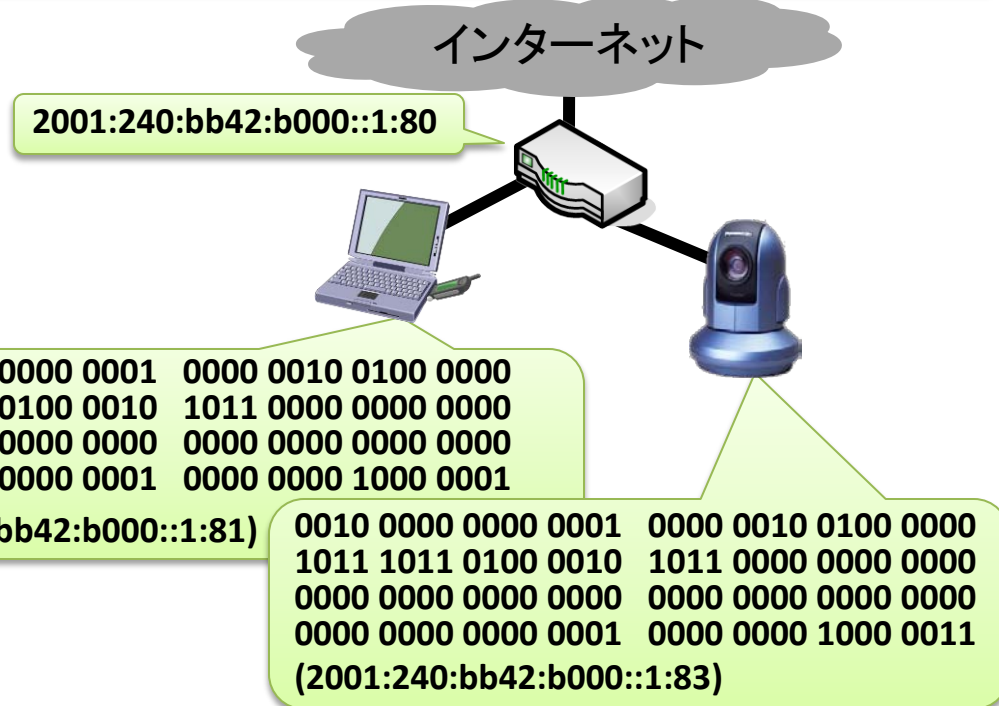 インターネット
2001:240:bb42:b000::1:80
0000 0001 0000 0010 0100 0000
0100 0010 1011 0000 0000 0000
0000 0000 0000 0000 0000 0000
0000 0001 0000 0000 1000 0001
bb42:b000::1:81)
0010 0000 0000 0001 0000 0010 0100 0000
1011 1011 0100 0010 1011 0000 0000 0000
0000 0000 0000 0000 0000 0000 0000 0000
0000 0000 0000 0001 0000 0000 1000 0011
(2001:240:bb42:b000::1:83)